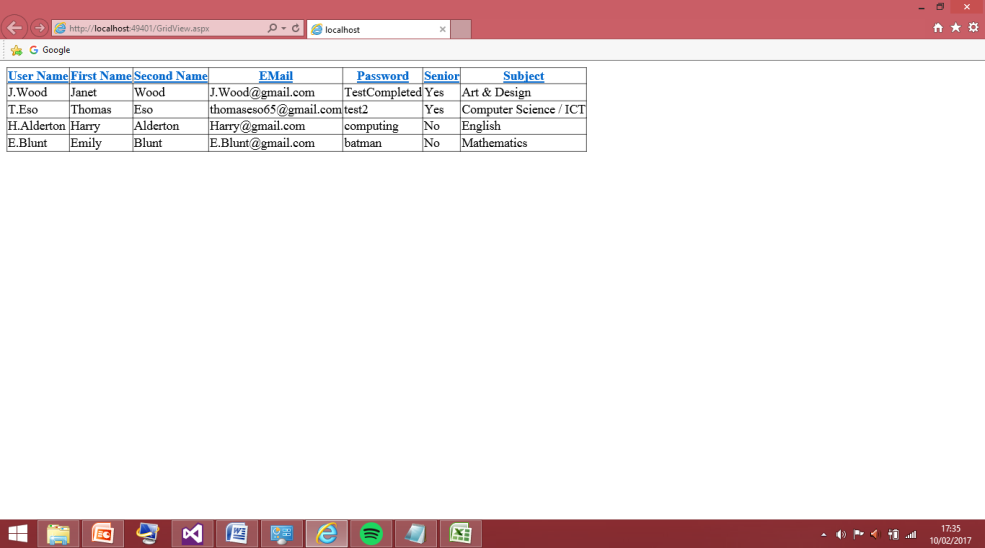 http://localhost:49401/GridView.aspx
localhost
Google
User Name First Name Second Name EMail Password Senior Subject
J.Wood Janet Wood J.Wood@gmail.com TestCompleted Yes Art & Design
T.Eso Thomas Eso thomaseso65@gmail.com test2 Yes Computer Science / ICT
H.Alderton Harry Alderton Harry@gmail.com computing No English
E.Blunt Emily Blunt E.Blunt@gmail.com batman No Mathematics
17:35
10/02/2017